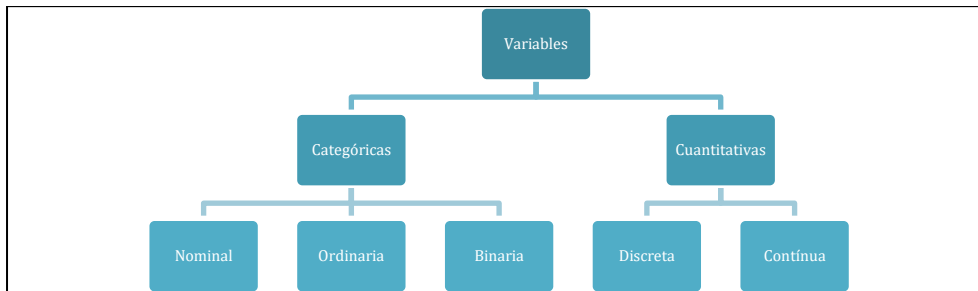 Variables
Categóricas
Cuantitativas
Nominal
Ordinaria
Binaria
Discreta
Contínua